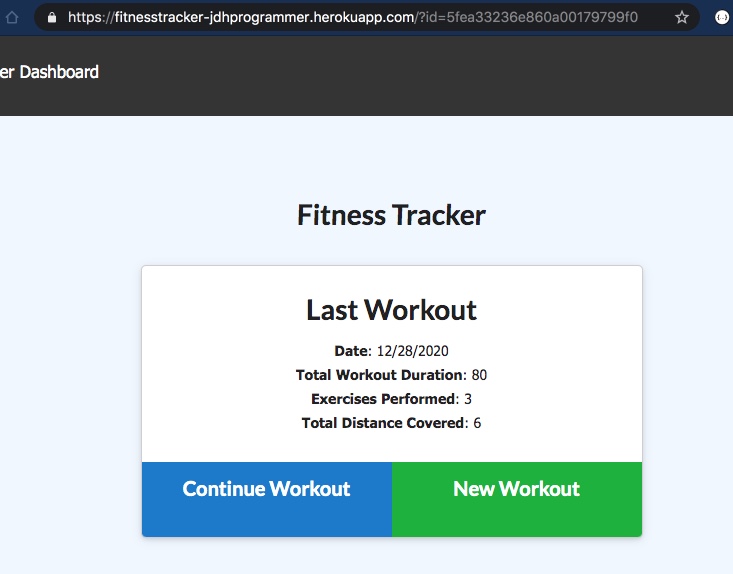 https://fitnesstracker-jdhprogrammer.herokuapp.com/?id=5fea33236e860a00179799f0
er Dashboard
Fitness Tracker
Last Workout
Date: 12/28/2020
Total Workout Duration: 80
Exercises Performed: 3
Total Distance Covered: 6
Continue Workout New Workout